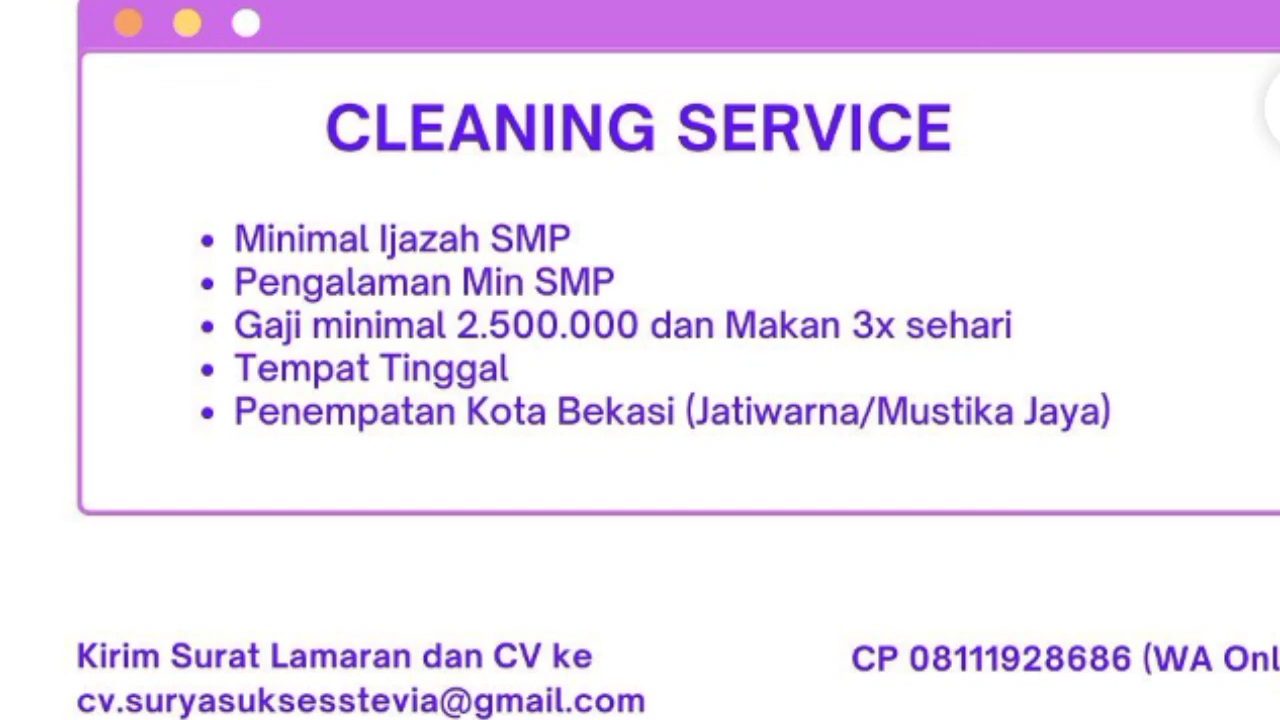 CLEANING SERVICE
• Minimal Ijazah SMP
• Pengalaman Min SMP
• Gaji minimal 2.500.000 dan Makan 3x sehari
• Tempat Tinggal
• Penempatan Kota Bekasi (Jatiwarna/Mustika Jaya)
Kirim Surat Lamaran dan CV ke
cv.suryasuksesstevia@gmail.com
CP 08111928686 (WA